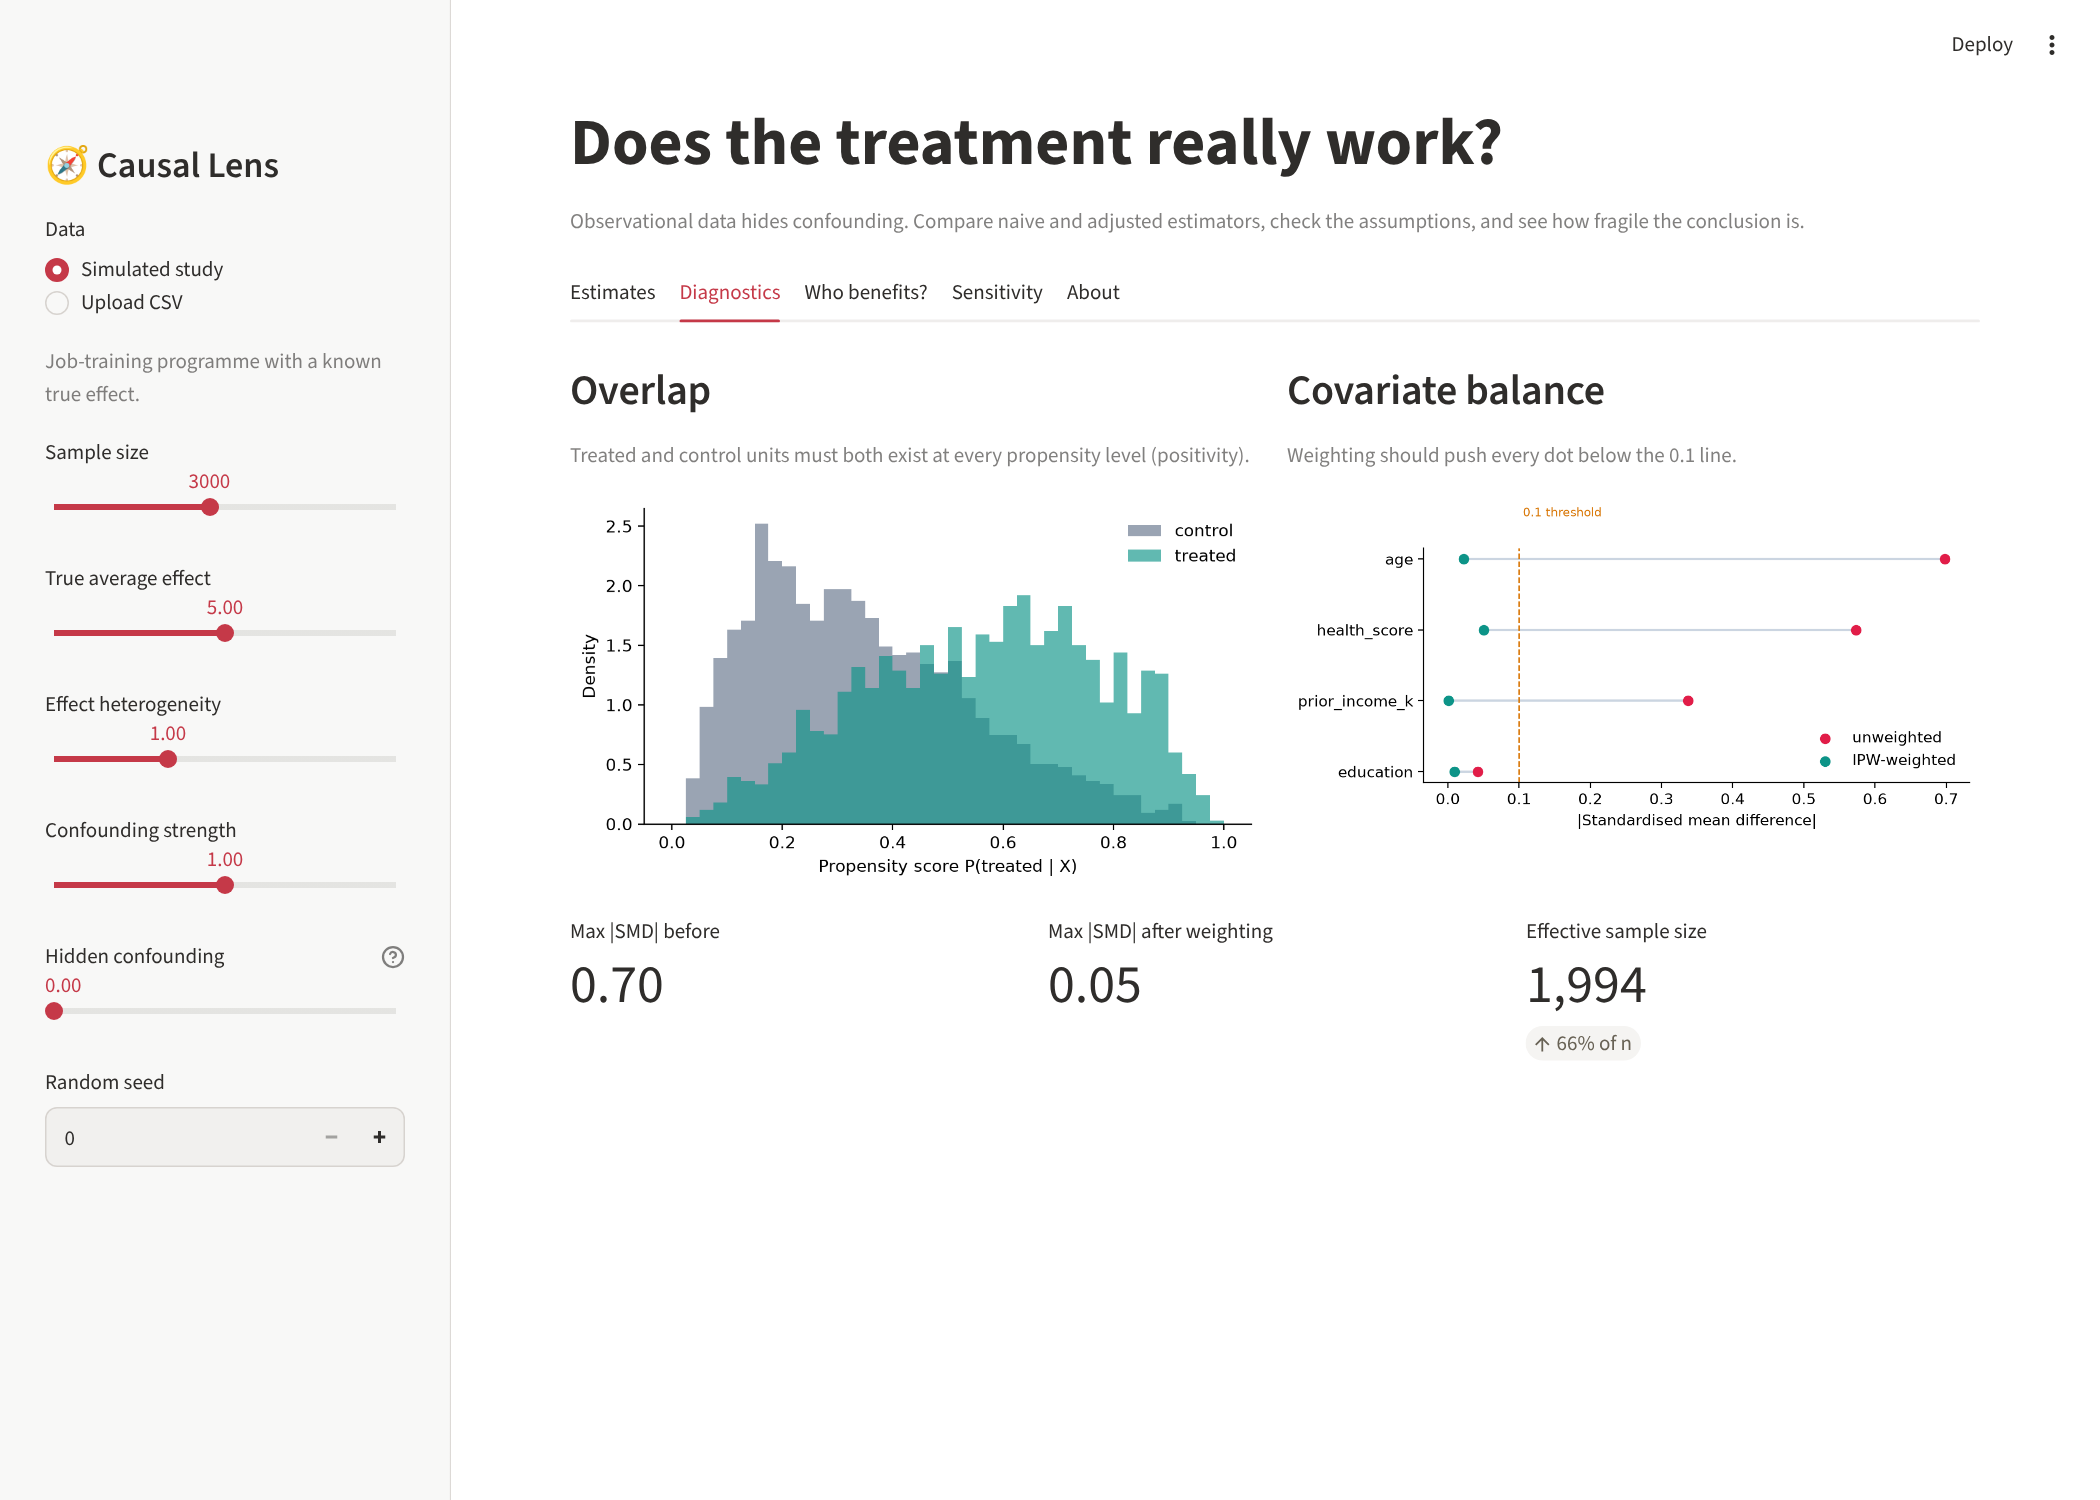 Deploy
Causal Lens
Data
Simulated study
Upload CSV
Job-training programme with a known
true effect.
Sample size
3000
True average effect
5.00
Effect heterogeneity
1.00
Confounding strength
1.00
Hidden confounding
0.00
Random seed
0
Does the treatment really work?
Observational data hides confounding. Compare naive and adjusted estimators, check the assumptions, and see how fragile the conclusion is.
Estimates Diagnostics Who benefits? Sensitivity About
Overlap
Treated and control units must both exist at every propensity level (positivity).
control
treated
2.5
2.0
1.5
1.0
0.5
0.0
Density
0.0 0.2 0.4 0.6 0.8 1.0
Propensity score P(treated | X)
Covariate balance
Weighting should push every dot below the 0.1 line.
0.1 threshold
age
health_score
prior_income_k
education
unweighted
IPW-weighted
0.0 0.1 0.2 0.3 0.4 0.5 0.6 0.7
|Standardised mean difference|
Max |SMD| before
0.70
Max |SMD| after weighting
0.05
Effective sample size
1,994
↑ 66% of n